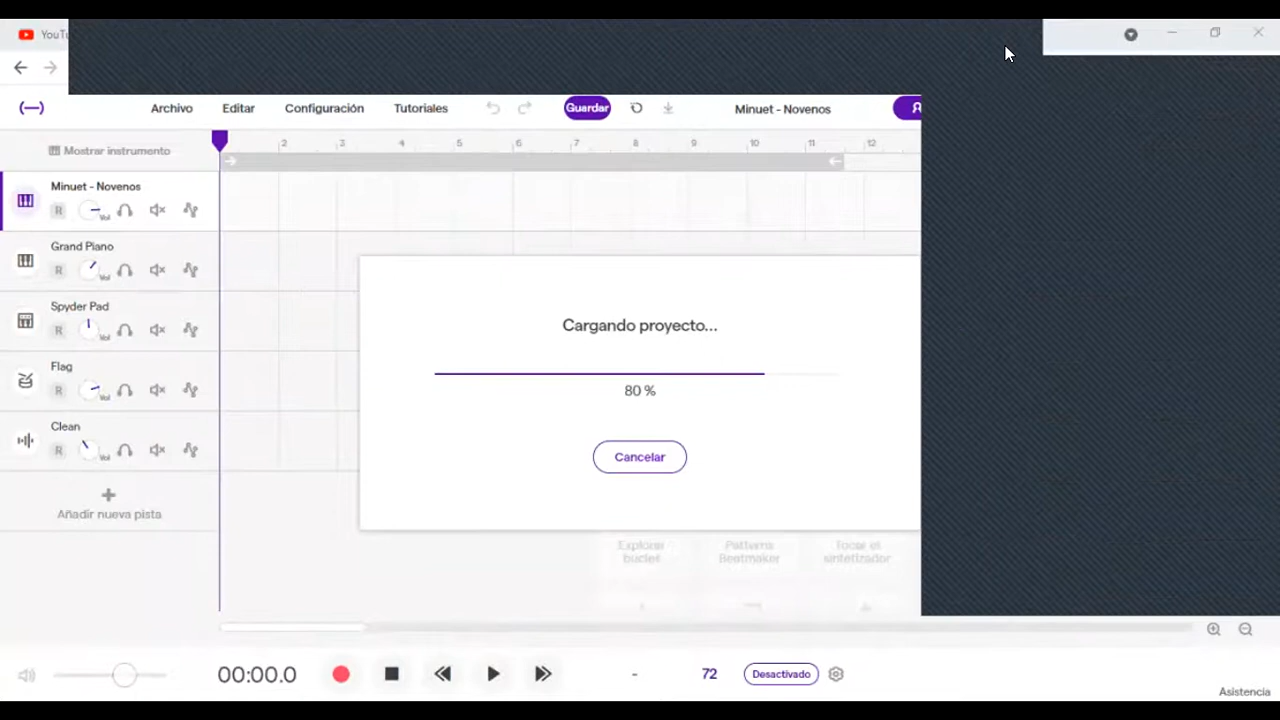 YouTu
Archivo Editar Configuración Tutoriales Guardar Minuet - Novenos
Mostrar instrumento 2 3 4 5 6 7 8 9 10 11 12
Minuet - Novenos
R Vol
Grand Piano
R Vol
Spyder Pad
R Vol
Flag
R Vol
Clean
R Vol
Añadir nueva pista
Cargando proyecto...
80 %
Cancelar
Explorar bucles
Patterns Beatmaker
Tocar el sintetizador
00:00.0 - 72 Desactivado
Asistencia